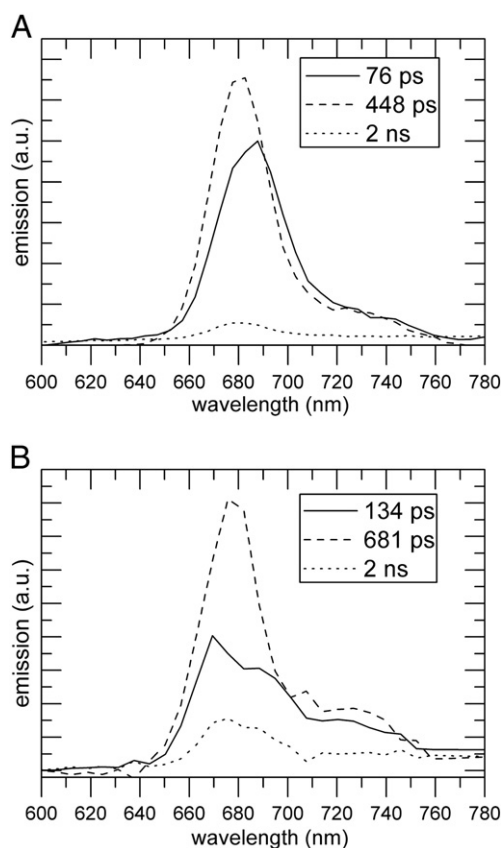 A
76 ps
448 ps
2 ns
emission (a.u.)
600 620 640 660 680 700 720 740 760 780
wavelength (nm)
B
134 ps
681 ps
2 ns
emission (a.u.)
600 620 640 660 680 700 720 740 760 780
wavelength (nm)